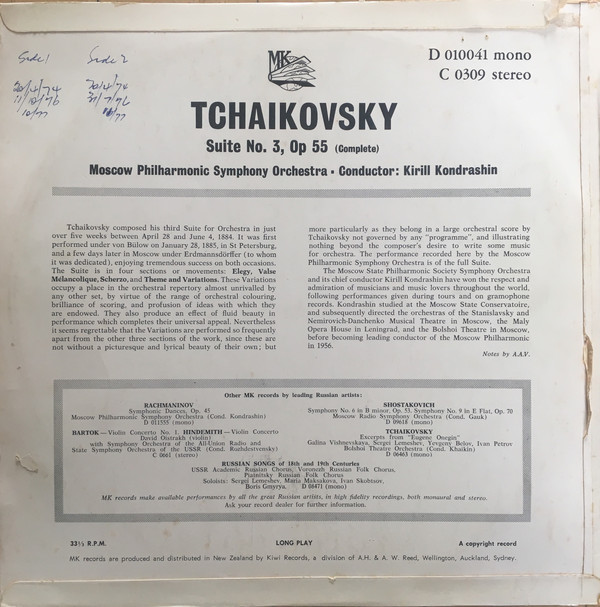 Side 1
Side 2
20/4/74
20/4/74
11/10/76
31/7/76
10/77
11/77
MK
D 010041 mono
C 0309 stereo
TCHAIKOVSKY
Suite No. 3, Op 55 (Complete)
Moscow Philharmonic Symphony Orchestra • Conductor: Kirill Kondrashin
Tchaikovsky composed his third Suite for Orchestra in just
over five weeks between April 28 and June 4, 1884. It was first
performed under von Bülow on January 28, 1885, in St Petersburg,
and a few days later in Moscow under Erdmannsdörffer (to whom
it was dedicated), enjoying tremendous success on both occasions.
The Suite is in four sections or movements: Elegy, Valse
Mélancolique, Scherzo, and Theme and Variations. These Variations
occupy a place in the orchestral repertory almost unrivalled by
any other set, by virtue of the range of orchestral colouring,
brilliance of scoring, and profusion of ideas with which they
are endowed. They also produce an effect of fluid beauty in
performance which completes their universal appeal. Nevertheless
it seems regrettable that the Variations are performed so frequently
apart from the other three sections of the work, since these are
not without a picturesque and lyrical beauty of their own; but
more particularly as they belong in a large orchestral score by
Tchaikovsky not governed by any "programme", and illustrating
nothing beyond the composer's desire to write some music
for orchestra. The performance recorded here by the Moscow
Philharmonic Symphony Orchestra is of the full Suite.
The Moscow State Philharmonic Society Symphony Orchestra
and its chief conductor Kirill Kondrashin have won the respect and
admiration of musicians and music lovers throughout the world,
following performances given during tours and on gramophone
records. Kondrashin studied at the Moscow State Conservatoire,
and subsequently directed the orchestras of the Stanislavsky and
Nemirovich-Danchenko Musical Theatre in Moscow, the Maly
Opera House in Leningrad, and the Bolshoi Theatre in Moscow,
before becoming leading conductor of the Moscow Philharmonic
in 1956.
Notes by A.A.V.
Other MK records by leading Russian artists:
RACHMANINOV
Symphonic Dances, Op. 45
Moscow Philharmonic Symphony Orchestra (Cond. Kondrashin)
D 011555 (mono)
BARTOK — Violin Concerto No. 1, HINDEMITH — Violin Concerto
David Oistrakh (violin)
with Symphony Orchestra of the All-Union Radio and
State Symphony Orchestra of the USSR (Cond. Rozhdestvensky)
C 0661 (stereo)
SHOSTAKOVICH
Symphony No. 6 in B minor, Op. 53, Symphony No. 9 in E Flat, Op. 70
Moscow Radio Symphony Orchestra (Cond. Gauk)
D 09618 (mono)
TCHAIKOVSKY
Excerpts from "Eugene Onegin"
Galina Vishnevskaya, Sergei Lemeshev, Yevgeny Belov, Ivan Petrov
Bolshoi Theatre Orchestra (Cond. Khaikin)
D 06463 (mono)
RUSSIAN SONGS of 18th and 19th Centuries
USSR Academic Russian Chorus, Voronezh Russian Folk Chorus,
Piatnitsky Russian Folk Chorus
Soloists: Sergei Lemeshev, Maria Maksakova, Ivan Skobtsov,
Boris Gmyrya. D 08471 (mono)
MK records make available performances by all the great Russian artists, in high fidelity recordings, both monaural and stereo.
Ask your record dealer for further information.
33⅓ R.P.M.
LONG PLAY
A copyright record
MK records are produced and distributed in New Zealand by Kiwi Records, a division of A.H. & A. W. Reed, Wellington, Auckland, Sydney.